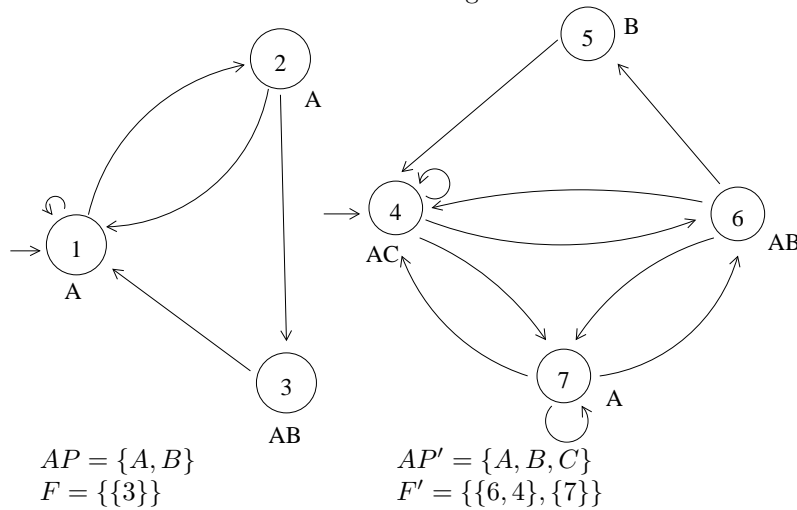 5 B
2
A
4
6
1
AC
AB
A
7
A
3
AB
AP = {A, B}
AP′ = {A, B, C}
F = {{3}}
F′ = {{6, 4}, {7}}